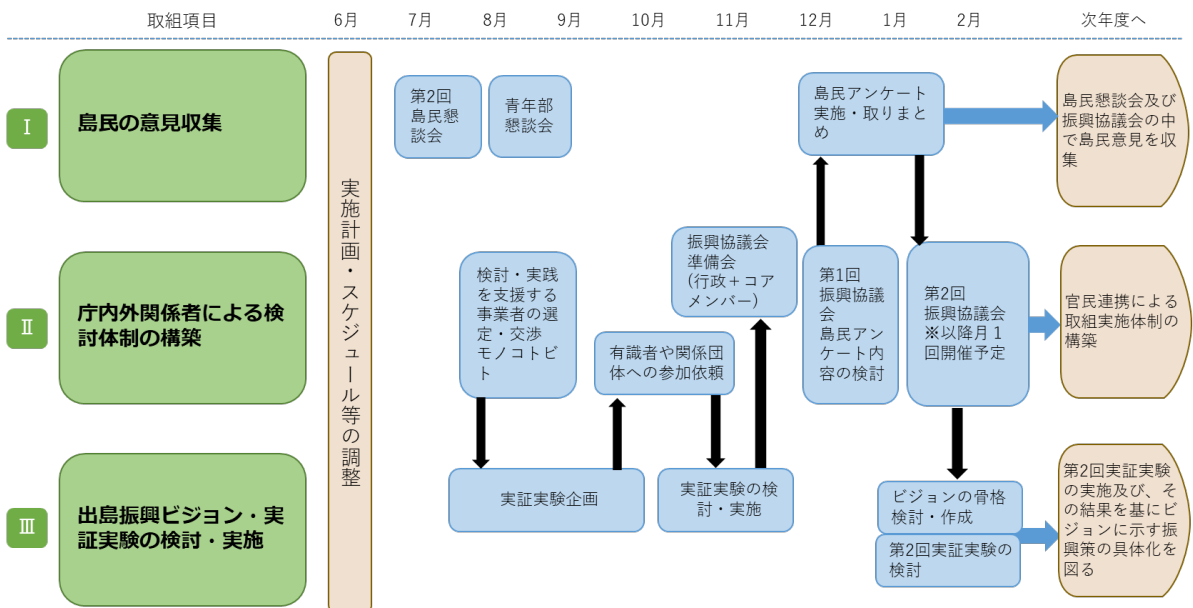 取組項目
6月
7月
8月
9月
10月
11月
12月
1月
2月
次年度へ
Ⅰ
島民の意見収集
実施計画・スケジュール等の調整
第2回
島民懇
談会
青年部
懇談会
島民アンケート
実施・取りまと
め
島民懇談会及び
振興協議会の中
で島民意見を収
集
Ⅱ
庁内外関係者による検
討体制の構築
検討・実践
を支援する
事業者の選
定・交渉
モノコトビ
ト
有識者や関係団
体への参加依頼
振興協議会
準備会
(行政＋コア
メンバー)
第1回
振興協議
会
島民アン
ケート内
容の検討
第2回
振興協議会
※以降月１
回開催予定
官民連携による
取組実施体制の
構築
Ⅲ
出島振興ビジョン・実
証実験の検討・実施
実証実験企画
実証実験の検
討・実施
ビジョンの骨格
検討・作成
第2回実証実験の
検討
第2回実証実験
の実施及び、そ
の結果を基にビ
ジョンに示す振
興策の具体化を
図る